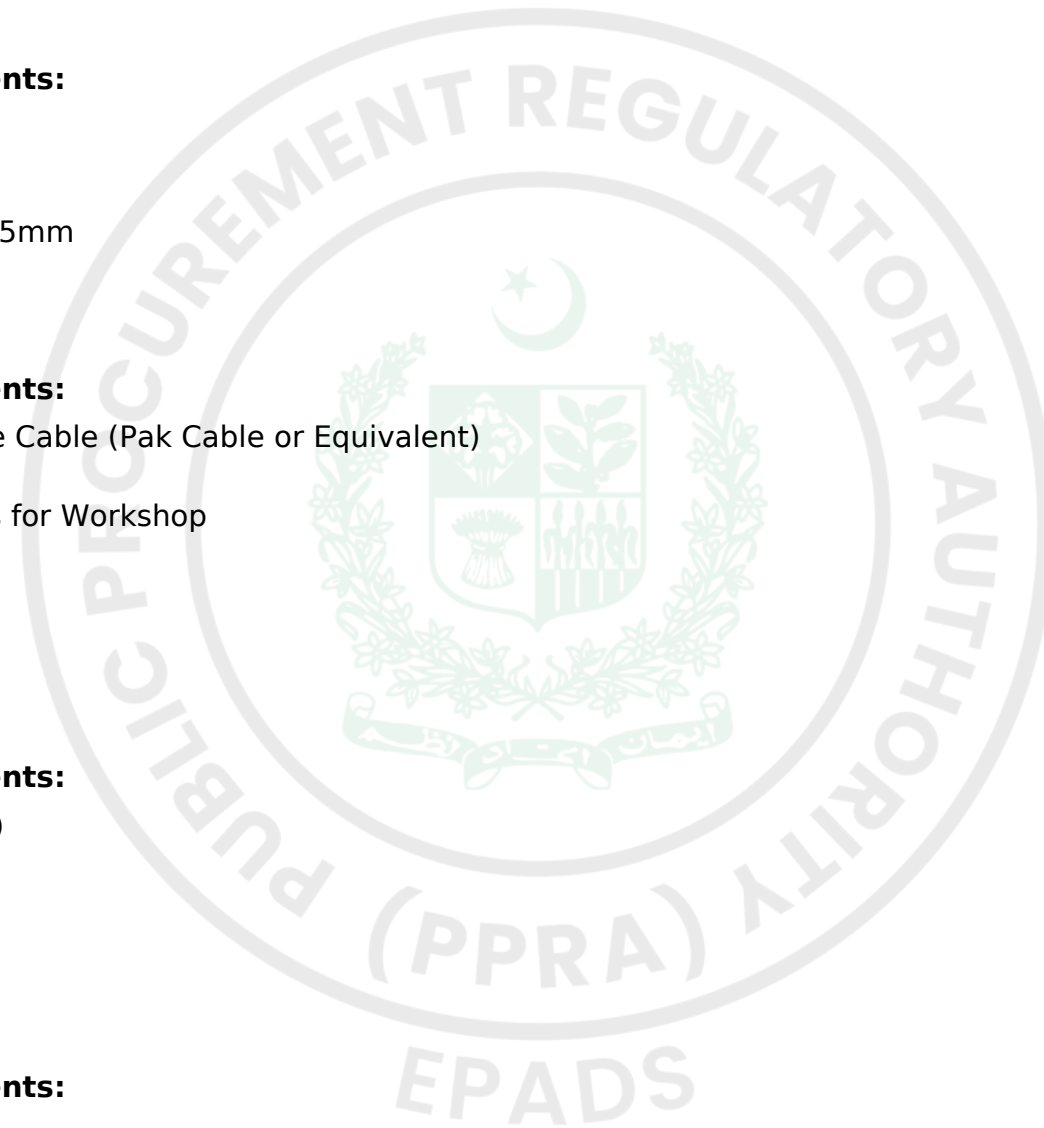 nts:
5mm
nts:
e Cable (Pak Cable or Equivalent)
for Workshop
nts:
)
nts:
PUBLIC PROCUREMENT REGULATORY AUTHORITY
(PPRA)
EPADS